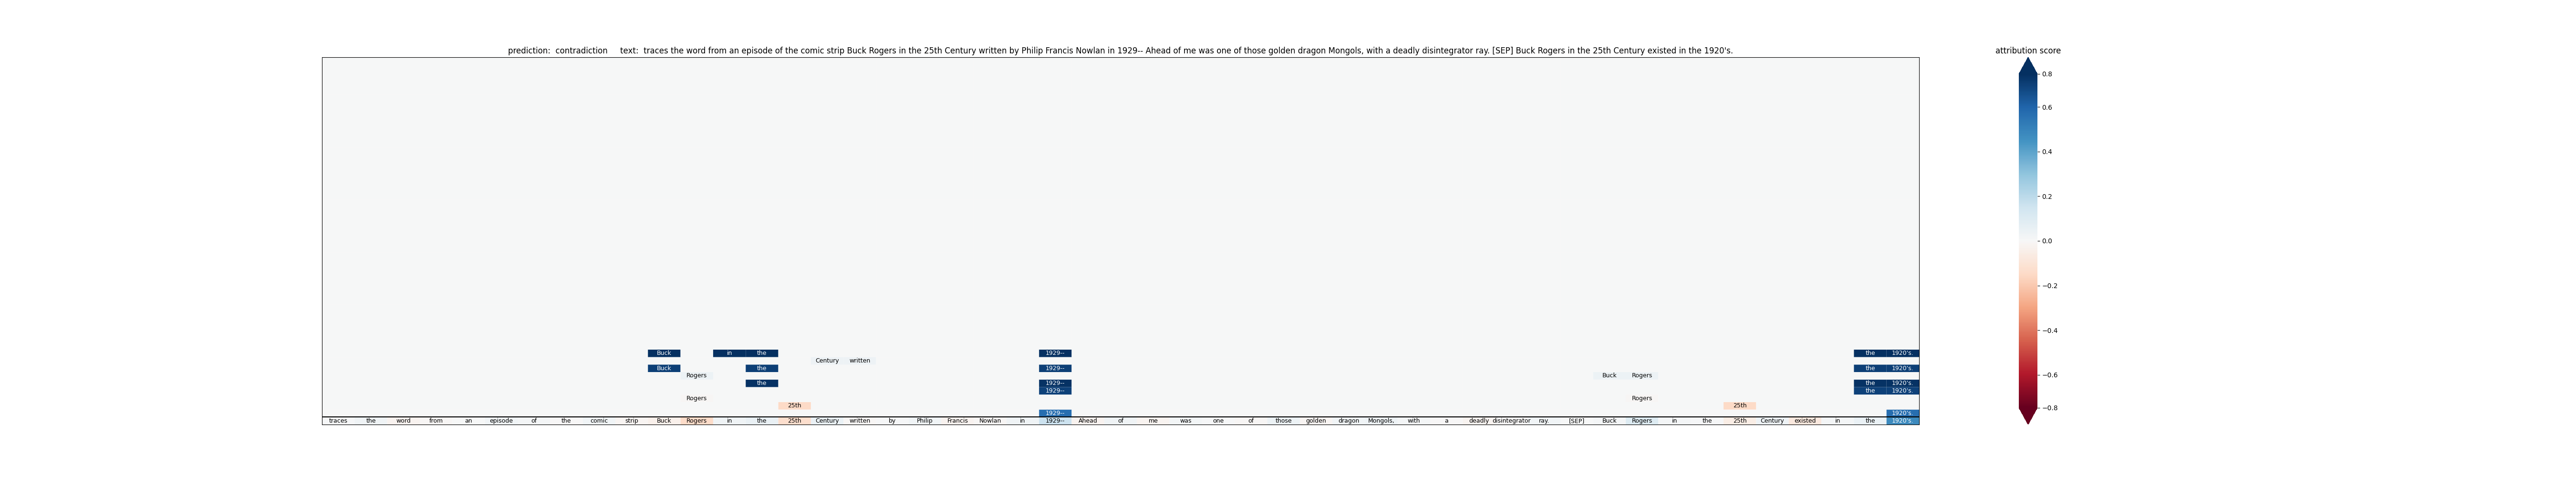 prediction:  contradiction     text:  traces the word from an episode of the comic strip Buck Rogers in the 25th Century written by Philip Francis Nowlan in 1929-- Ahead of me was one of those golden dragon Mongols, with a deadly disintegrator ray. [SEP] Buck Rogers in the 25th Century existed in the 1920's.
attribution score
0.8
0.6
0.4
0.2
0.0
−0.2
−0.4
−0.6
−0.8
Buck in the 1929-- the 1920's.
Century written
Buck the 1929-- the 1920's.
Rogers Buck Rogers
the 1929-- the 1920's.
1929-- the 1920's.
Rogers Rogers
25th 25th
1929-- 1920's.
traces the word from an episode of the comic strip Buck Rogers in the 25th Century written by Philip Francis Nowlan in 1929-- Ahead of me was one of those golden dragon Mongols, with a deadly disintegrator ray. [SEP] Buck Rogers in the 25th Century existed in the 1920's.